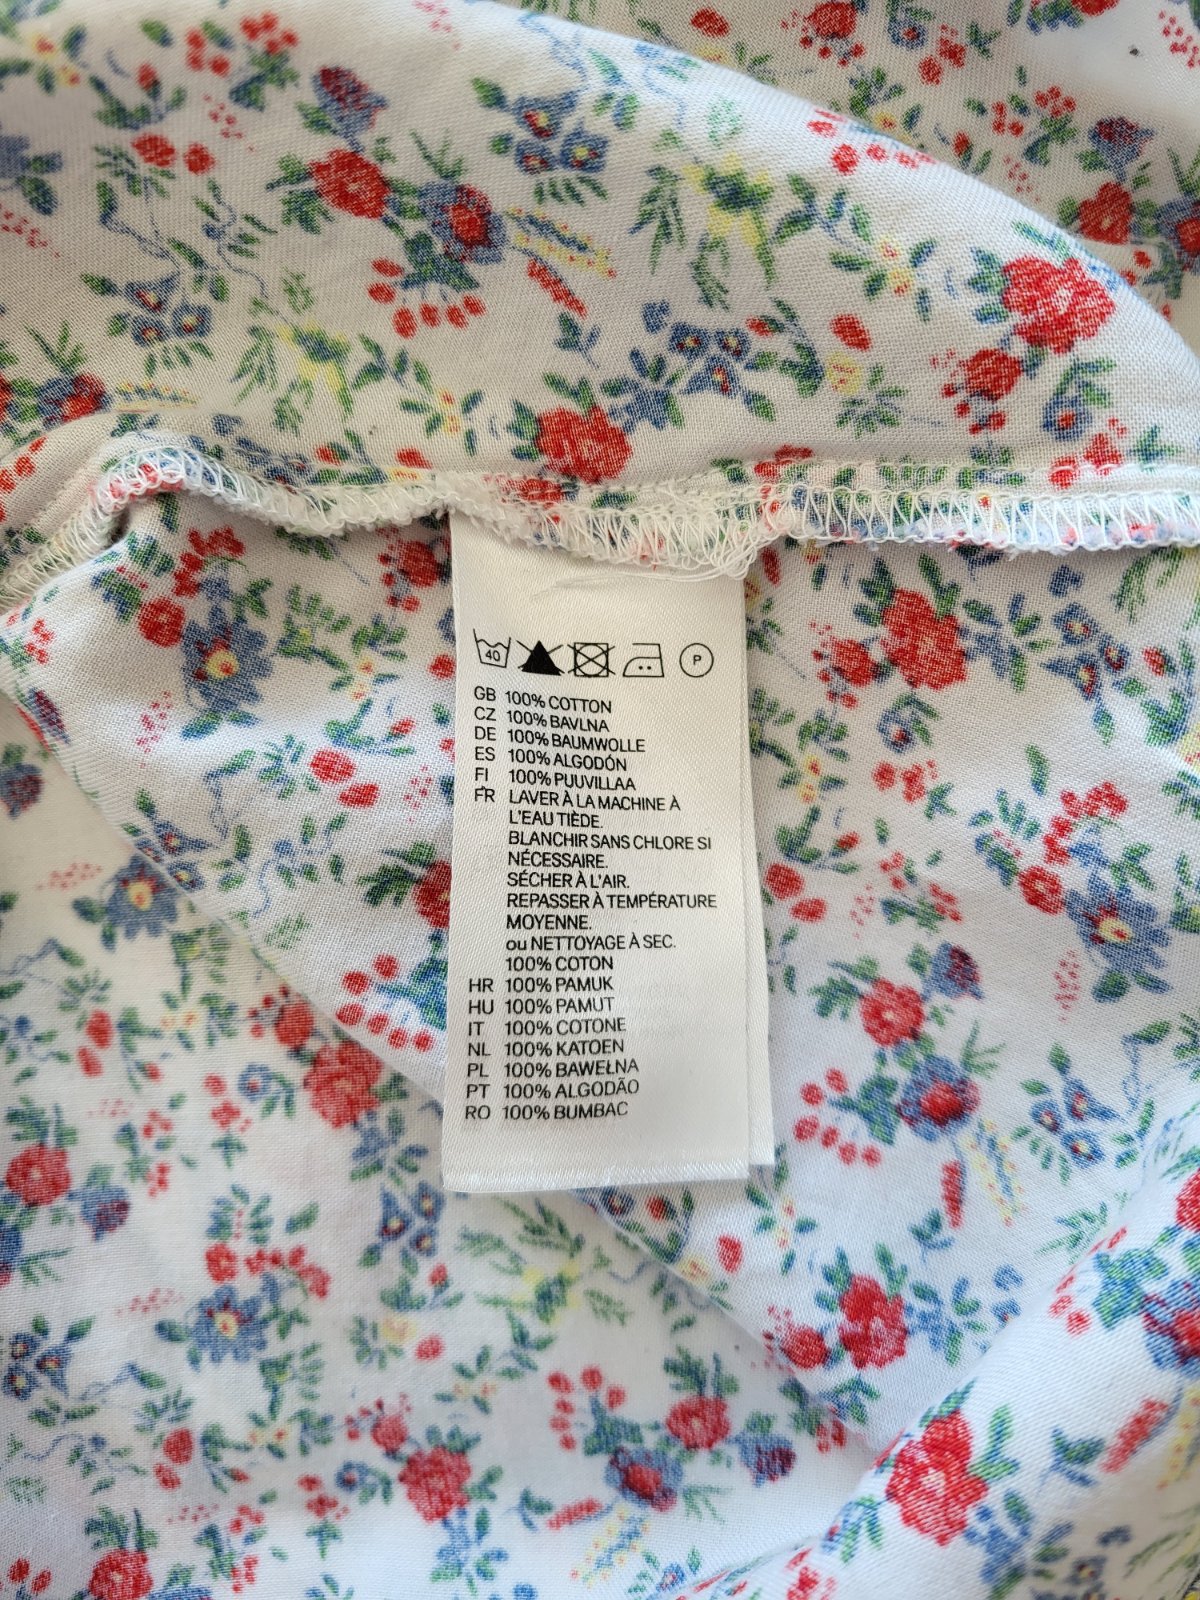 40 P
GB 100% COTTON
CZ 100% BAVLNA
DE 100% BAUMWOLLE
ES 100% ALGODÓN
FI 100% PUUVILLAA
FR LAVER À LA MACHINE À
L'EAU TIÈDE.
BLANCHIR SANS CHLORE SI
NÉCESSAIRE.
SÉCHER À L'AIR.
REPASSER À TEMPÉRATURE
MOYENNE.
ou NETTOYAGE À SEC.
100% COTON
HR 100% PAMUK
HU 100% PAMUT
IT 100% COTONE
NL 100% KATOEN
PL 100% BAWEŁNA
PT 100% ALGODÃO
RO 100% BUMBAC